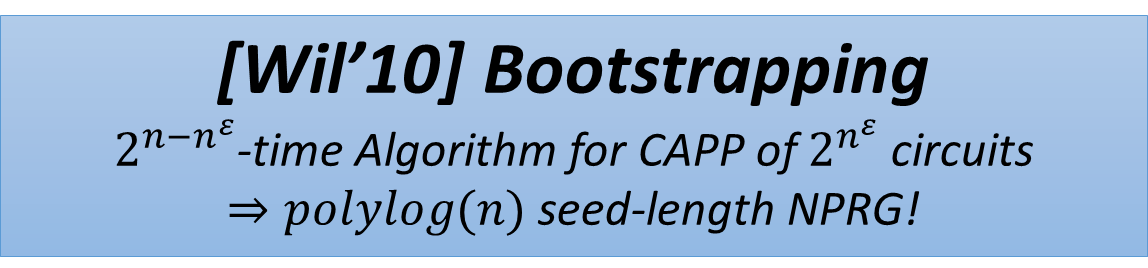 [Wil’10] Bootstrapping
2^{n−n^ε}-time Algorithm for CAPP of 2^{n^ε} circuits
⇒ polylog(n) seed-length NPRG!